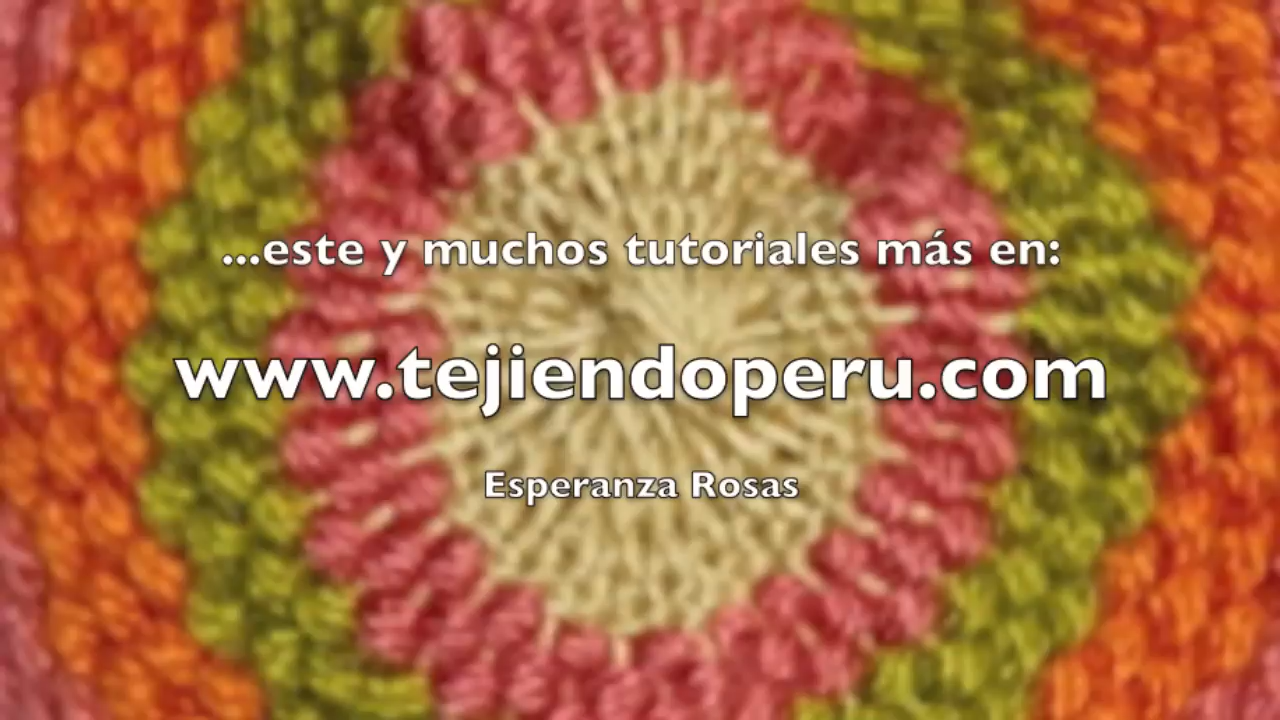 ...este y muchos tutoriales más en:
www.tejiendoperu.com
Esperanza Rosas